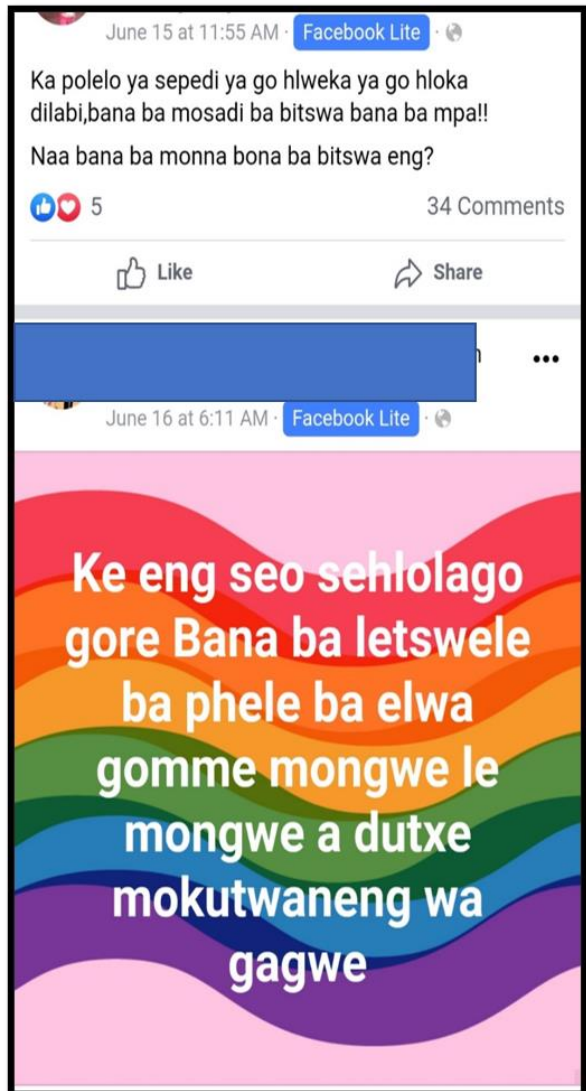 June 15 at 11:55 AM · Facebook Lite ·
Ka polelo ya sepedi ya go hlweka ya go hloka
dilabi,bana ba mosadi ba bitswa bana ba mpa!!
Naa bana ba monna bona ba bitswa eng?
5 34 Comments
Like Share
June 16 at 6:11 AM · Facebook Lite ·
Ke eng seo sehlolago
gore Bana ba letswele
ba phele ba elwa
gomme mongwe le
mongwe a dutxe
mokutwaneng wa
gagwe